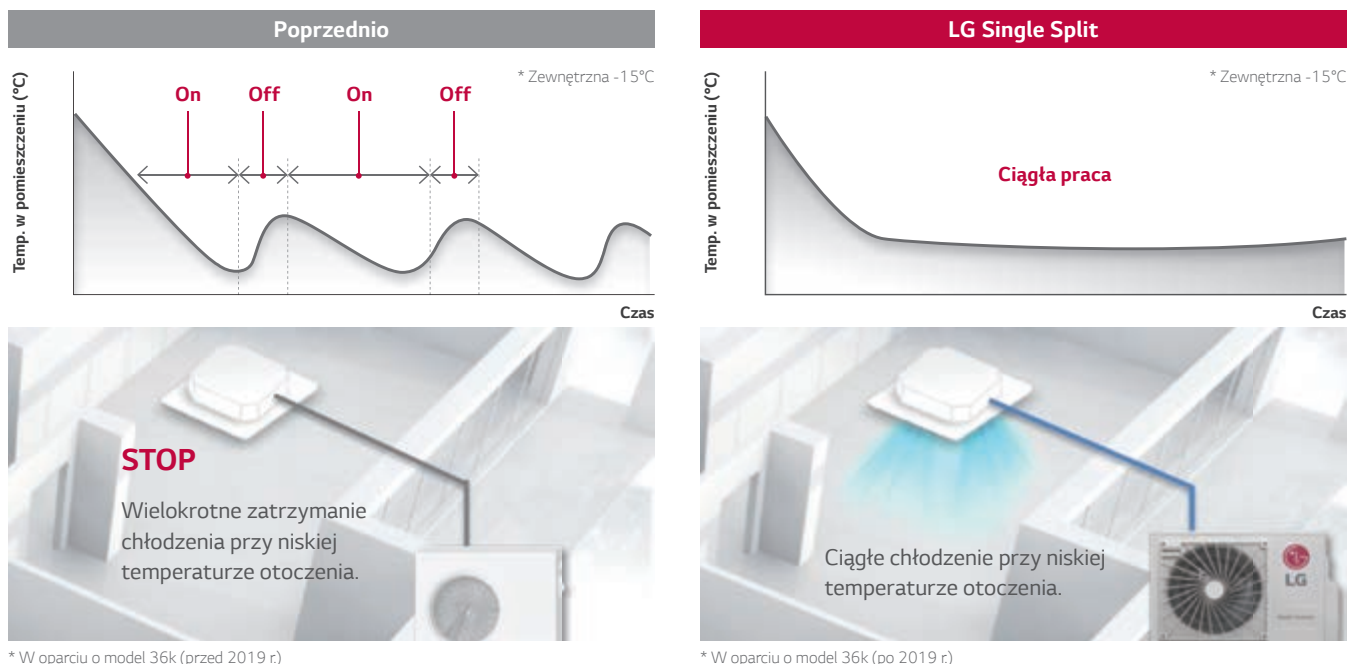 Poprzednio
Temp. w pomieszczeniu (°C)
* Zewnętrzna -15°C
On
Off
On
Off
Czas
STOP
Wielokrotne zatrzymanie
chłodzenia przy niskiej
temperaturze otoczenia.
* W oparciu o model 36k (przed 2019 r.)
LG Single Split
Temp. w pomieszczeniu (°C)
* Zewnętrzna -15°C
Ciągła praca
Czas
Ciągłe chłodzenie przy niskiej
temperaturze otoczenia.
LG
* W oparciu o model 36k (po 2019 r.)